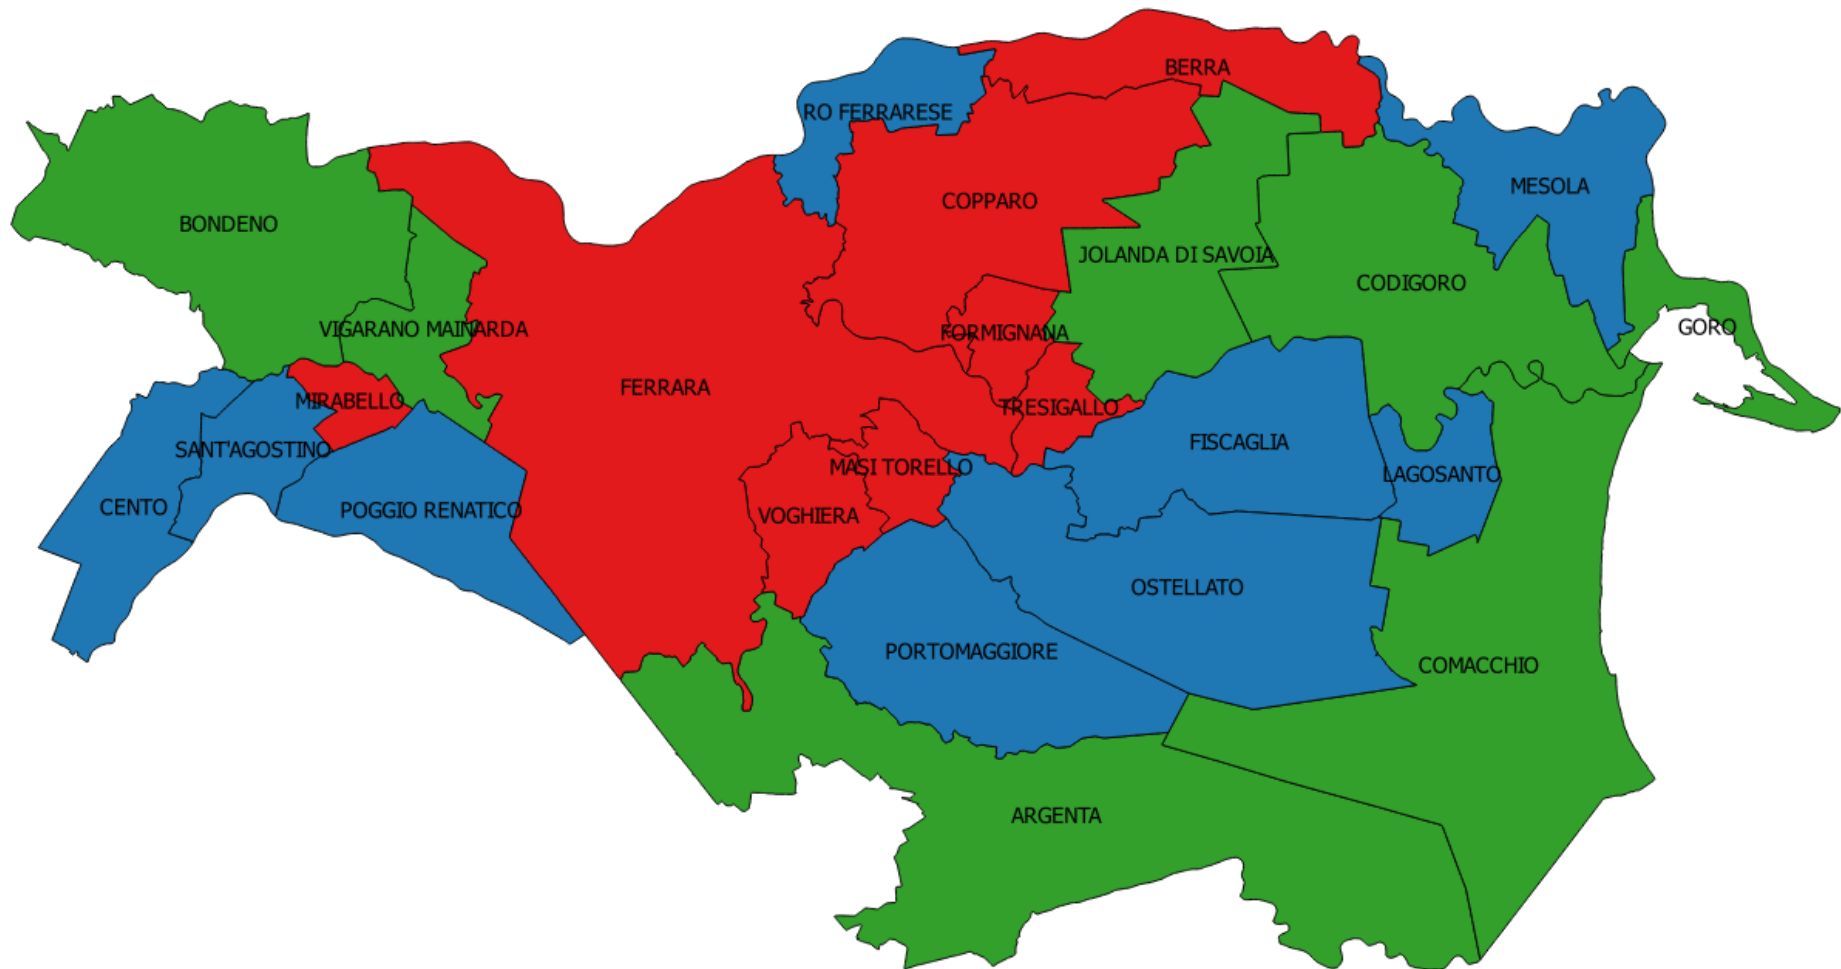 BERRA
RO FERRARESE
MESOLA
COPPARO
BONDENO
JOLANDA DI SAVOIA
CODIGORO
GORO
VIGARANO MAINARDA
FORMIGNANA
FERRARA
MIRABELLO
TRESIGALLO
FISCAGLIA
SANT'AGOSTINO
MASI TORELLO
LAGOSANTO
CENTO
POGGIO RENATICO
VOGHIERA
OSTELLATO
PORTOMAGGIORE
COMACCHIO
ARGENTA